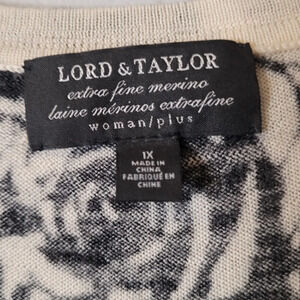 LORD & TAYLOR
extra fine merino
laine mérinos extrafine
woman/plus
1X
MADE IN
CHINA
FABRIQUÉ EN
CHINE